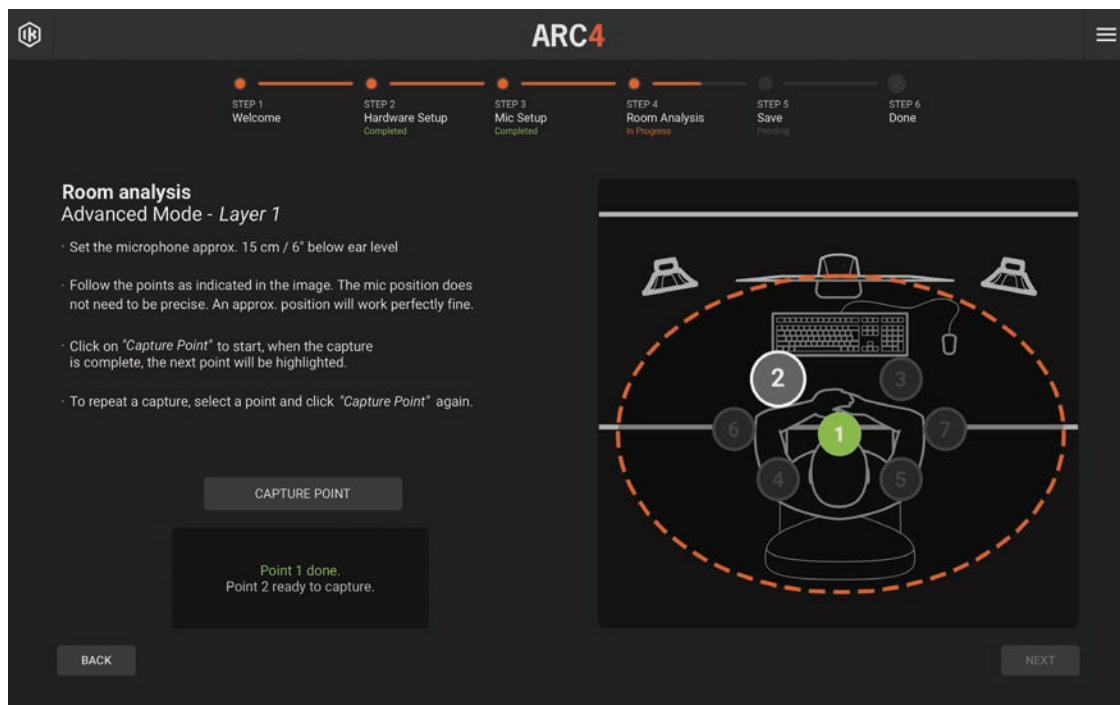 ARC4
STEP 1
Welcome
STEP 2
Hardware Setup
Completed
STEP 3
Mic Setup
Completed
STEP 4
Room Analysis
In Progress
STEP 5
Save
Pending
STEP 6
Done
Room analysis
Advanced Mode - Layer 1
· Set the microphone approx. 15 cm / 6" below ear level
· Follow the points as indicated in the image. The mic position does
not need to be precise. An approx. position will work perfectly fine.
· Click on "Capture Point" to start, when the capture
is complete, the next point will be highlighted.
· To repeat a capture, select a point and click "Capture Point" again.
CAPTURE POINT
Point 1 done.
Point 2 ready to capture.
BACK
2
3
6
1
7
4
5
NEXT